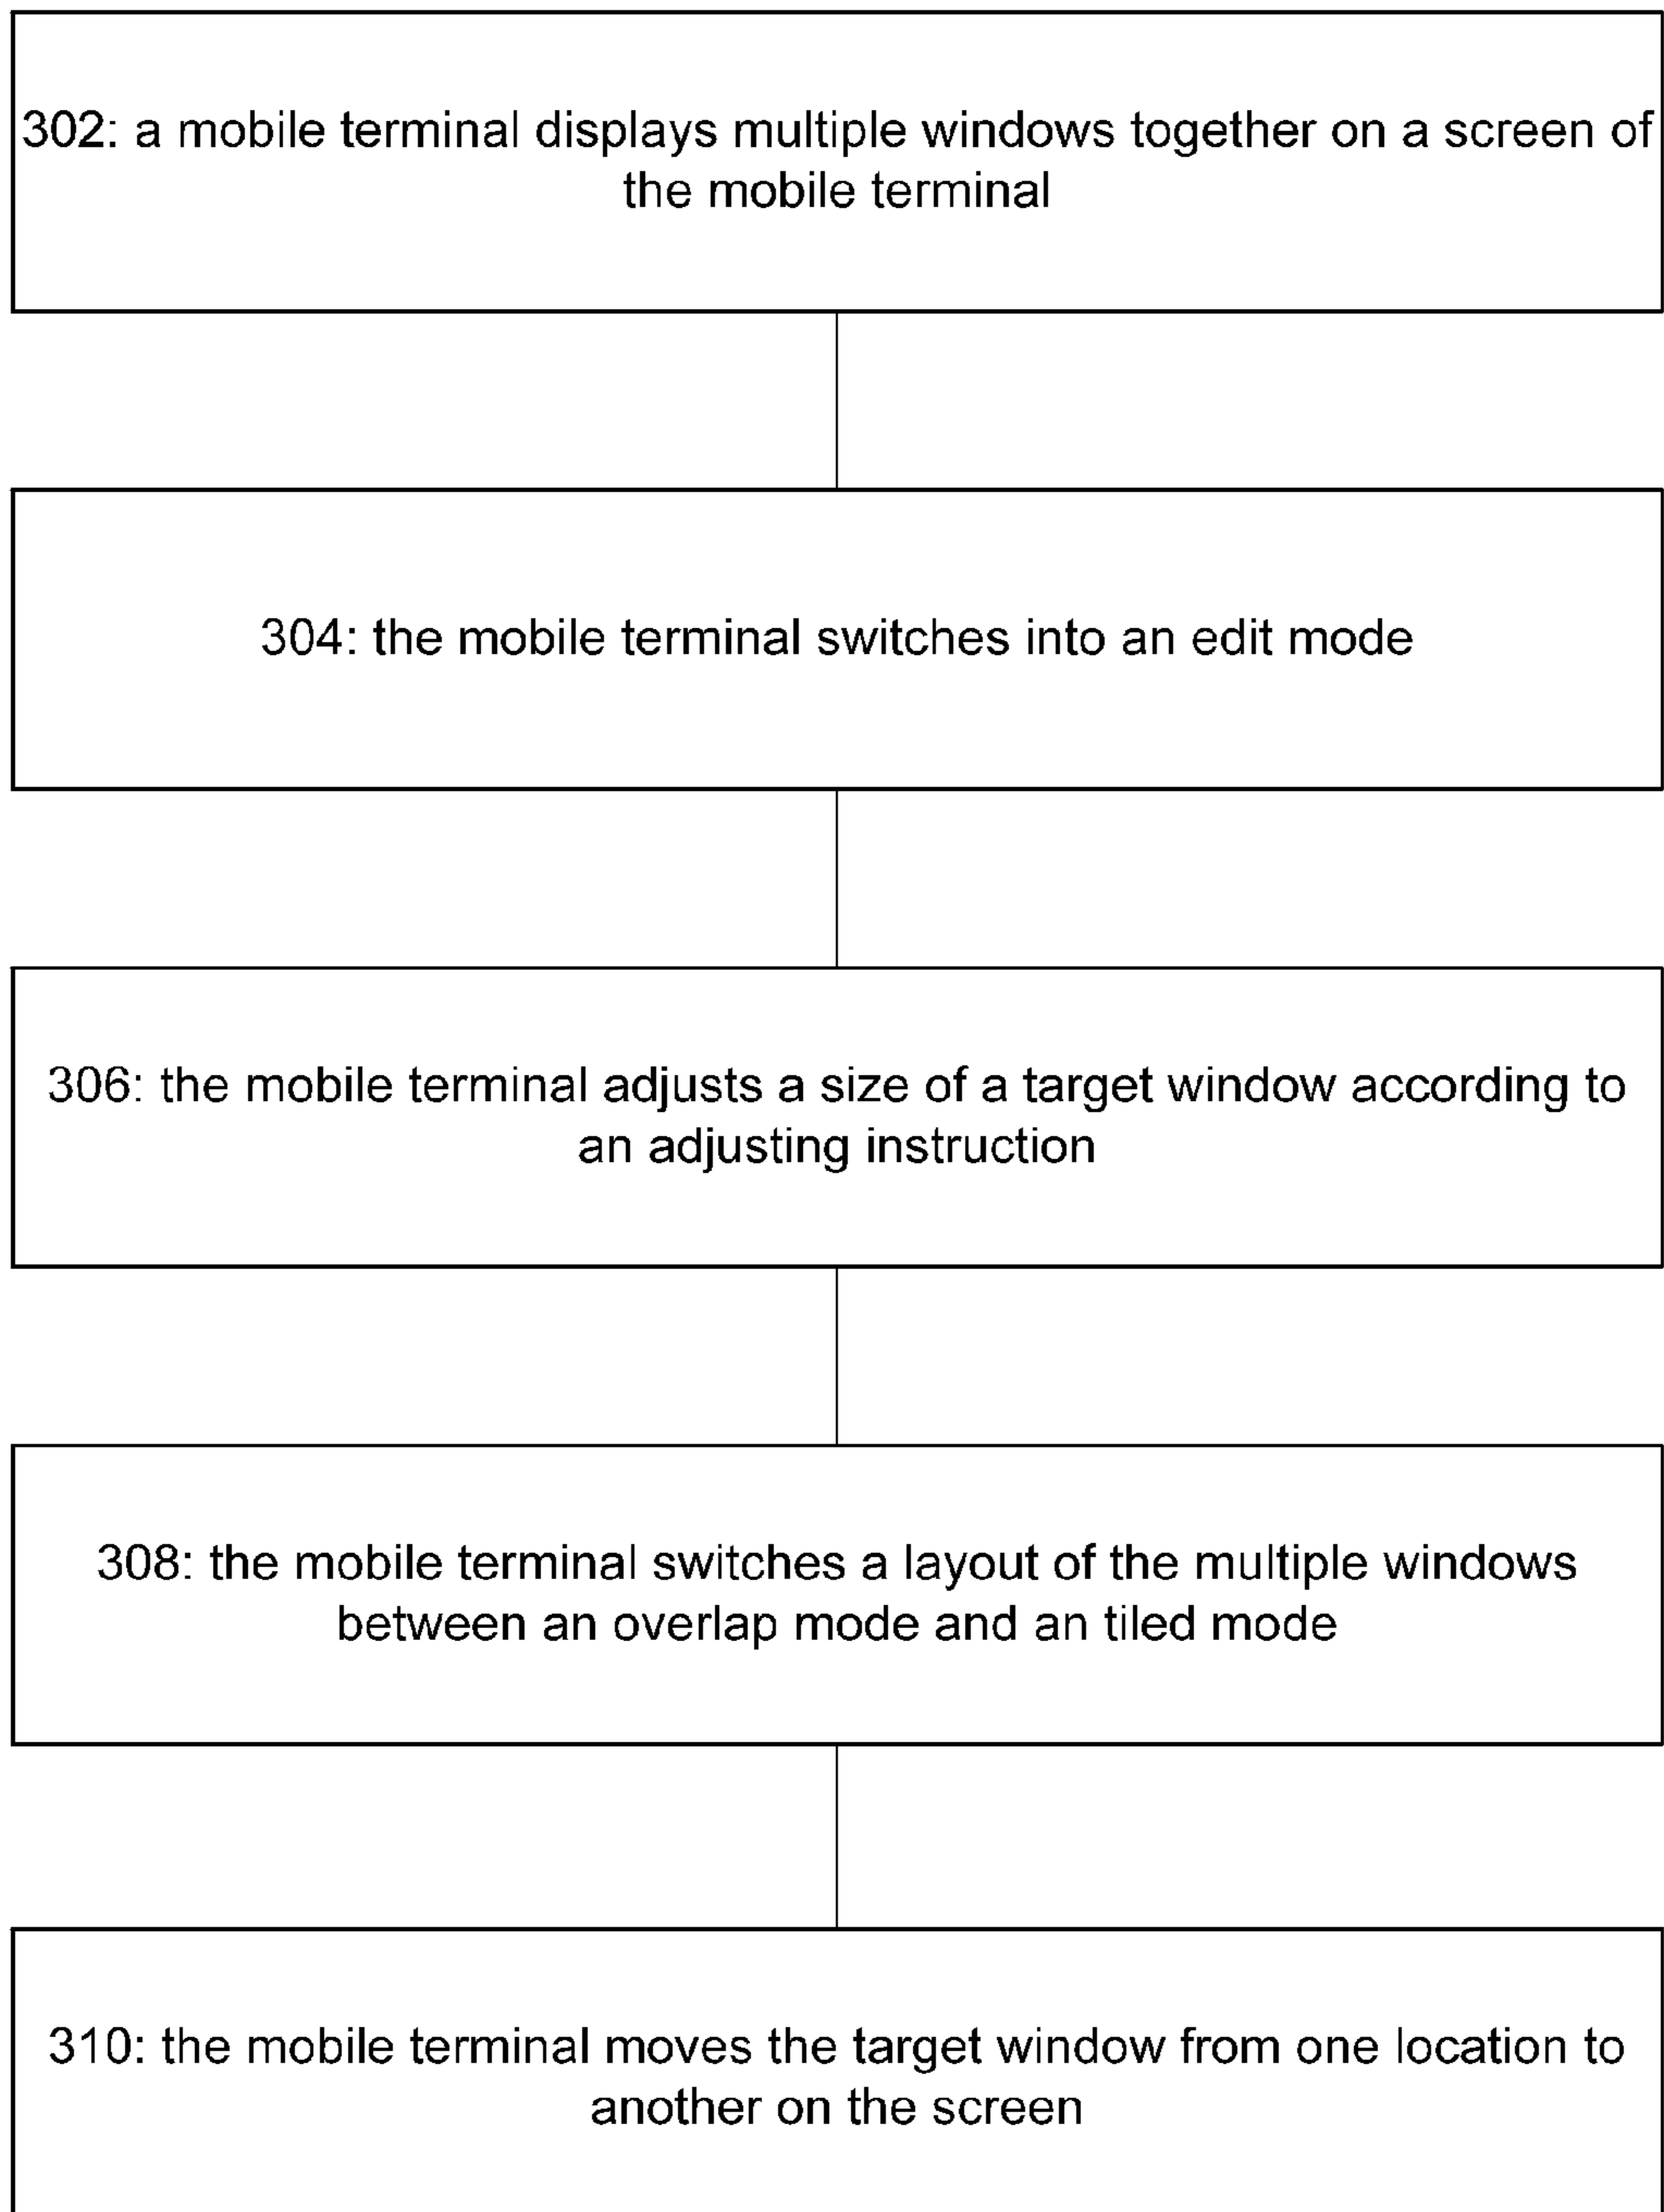 302: a mobile terminal displays multiple windows together on a screen of
the mobile terminal
304: the mobile terminal switches into an edit mode
306: the mobile terminal adjusts a size of a target window according to
an adjusting instruction
308: the mobile terminal switches a layout of the multiple windows
between an overlap mode and an tiled mode
310: the mobile terminal moves the target window from one location to
another on the screen